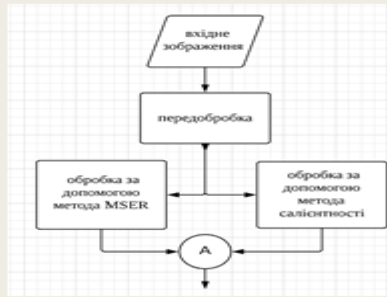 вхідне
зображення
передобробка
обробка за
допомогою
метода MSER
обробка за
допомогою
метода
салієнтності
A